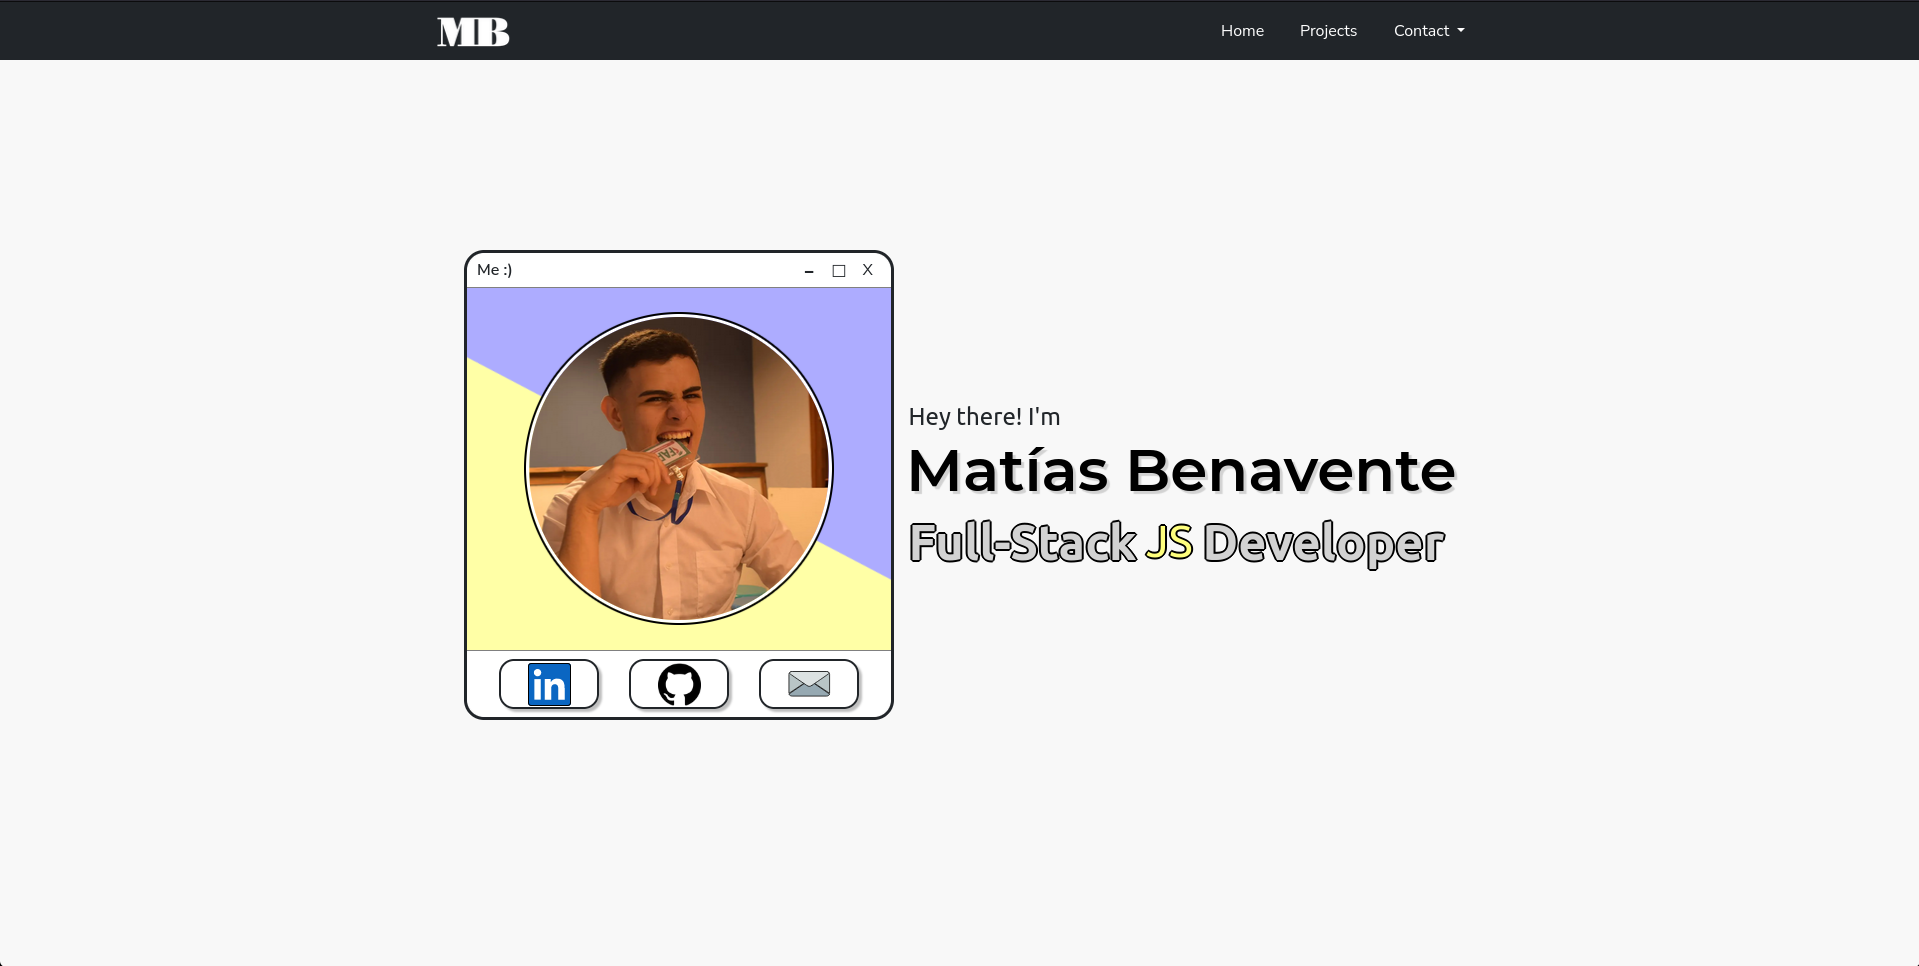 MB
Home Projects Contact
Me :) – □ X
Hey there! I'm
Matías Benavente
Full-Stack JS Developer
in